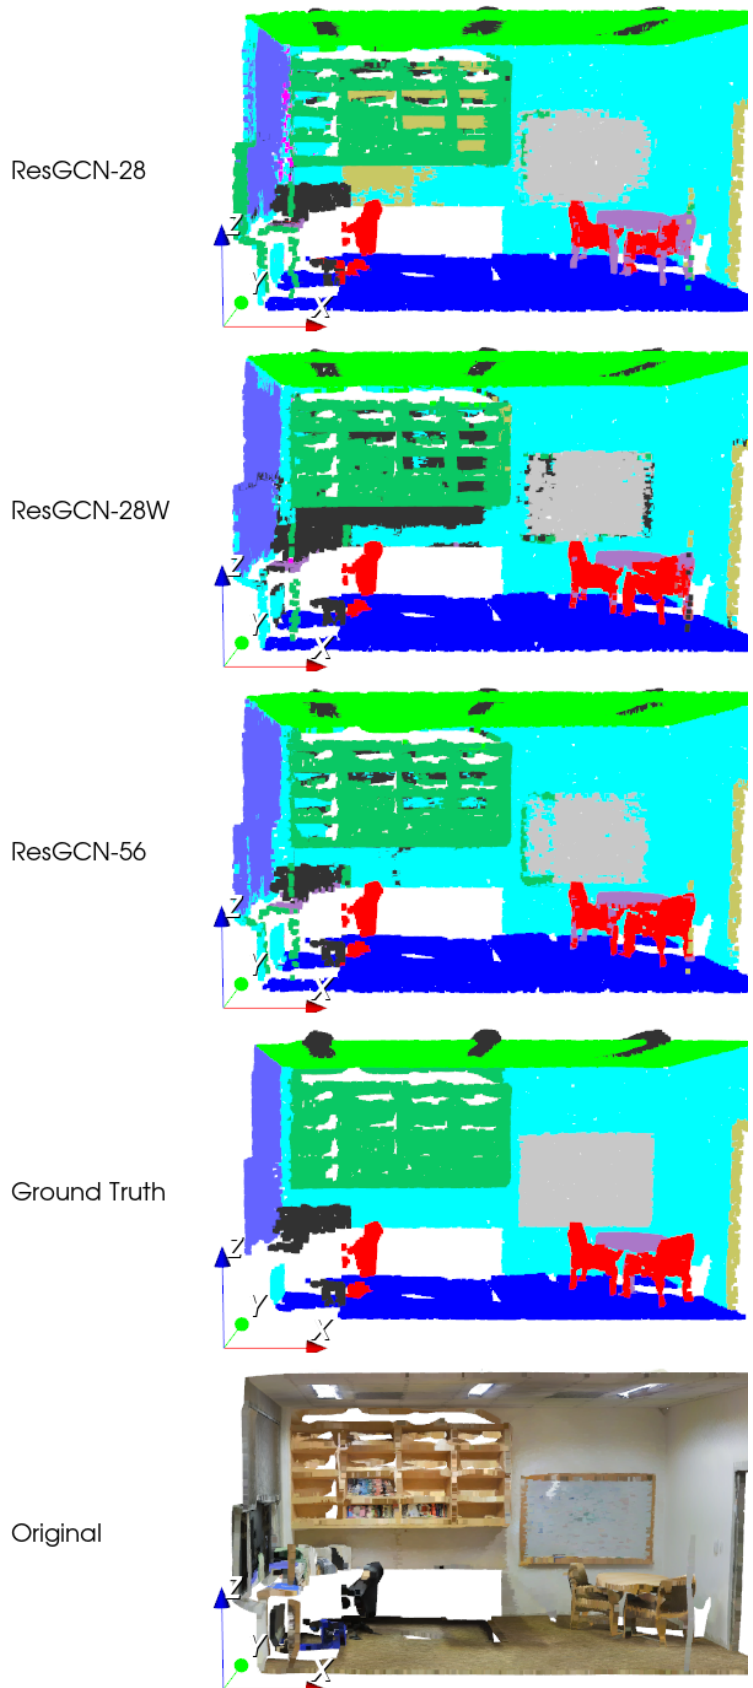 ResGCN-28
Z
Y
X
ResGCN-28W
Z
Y
X
ResGCN-56
Z
Y
X
Ground Truth
Z
Y
X
Original
Z
Y
X